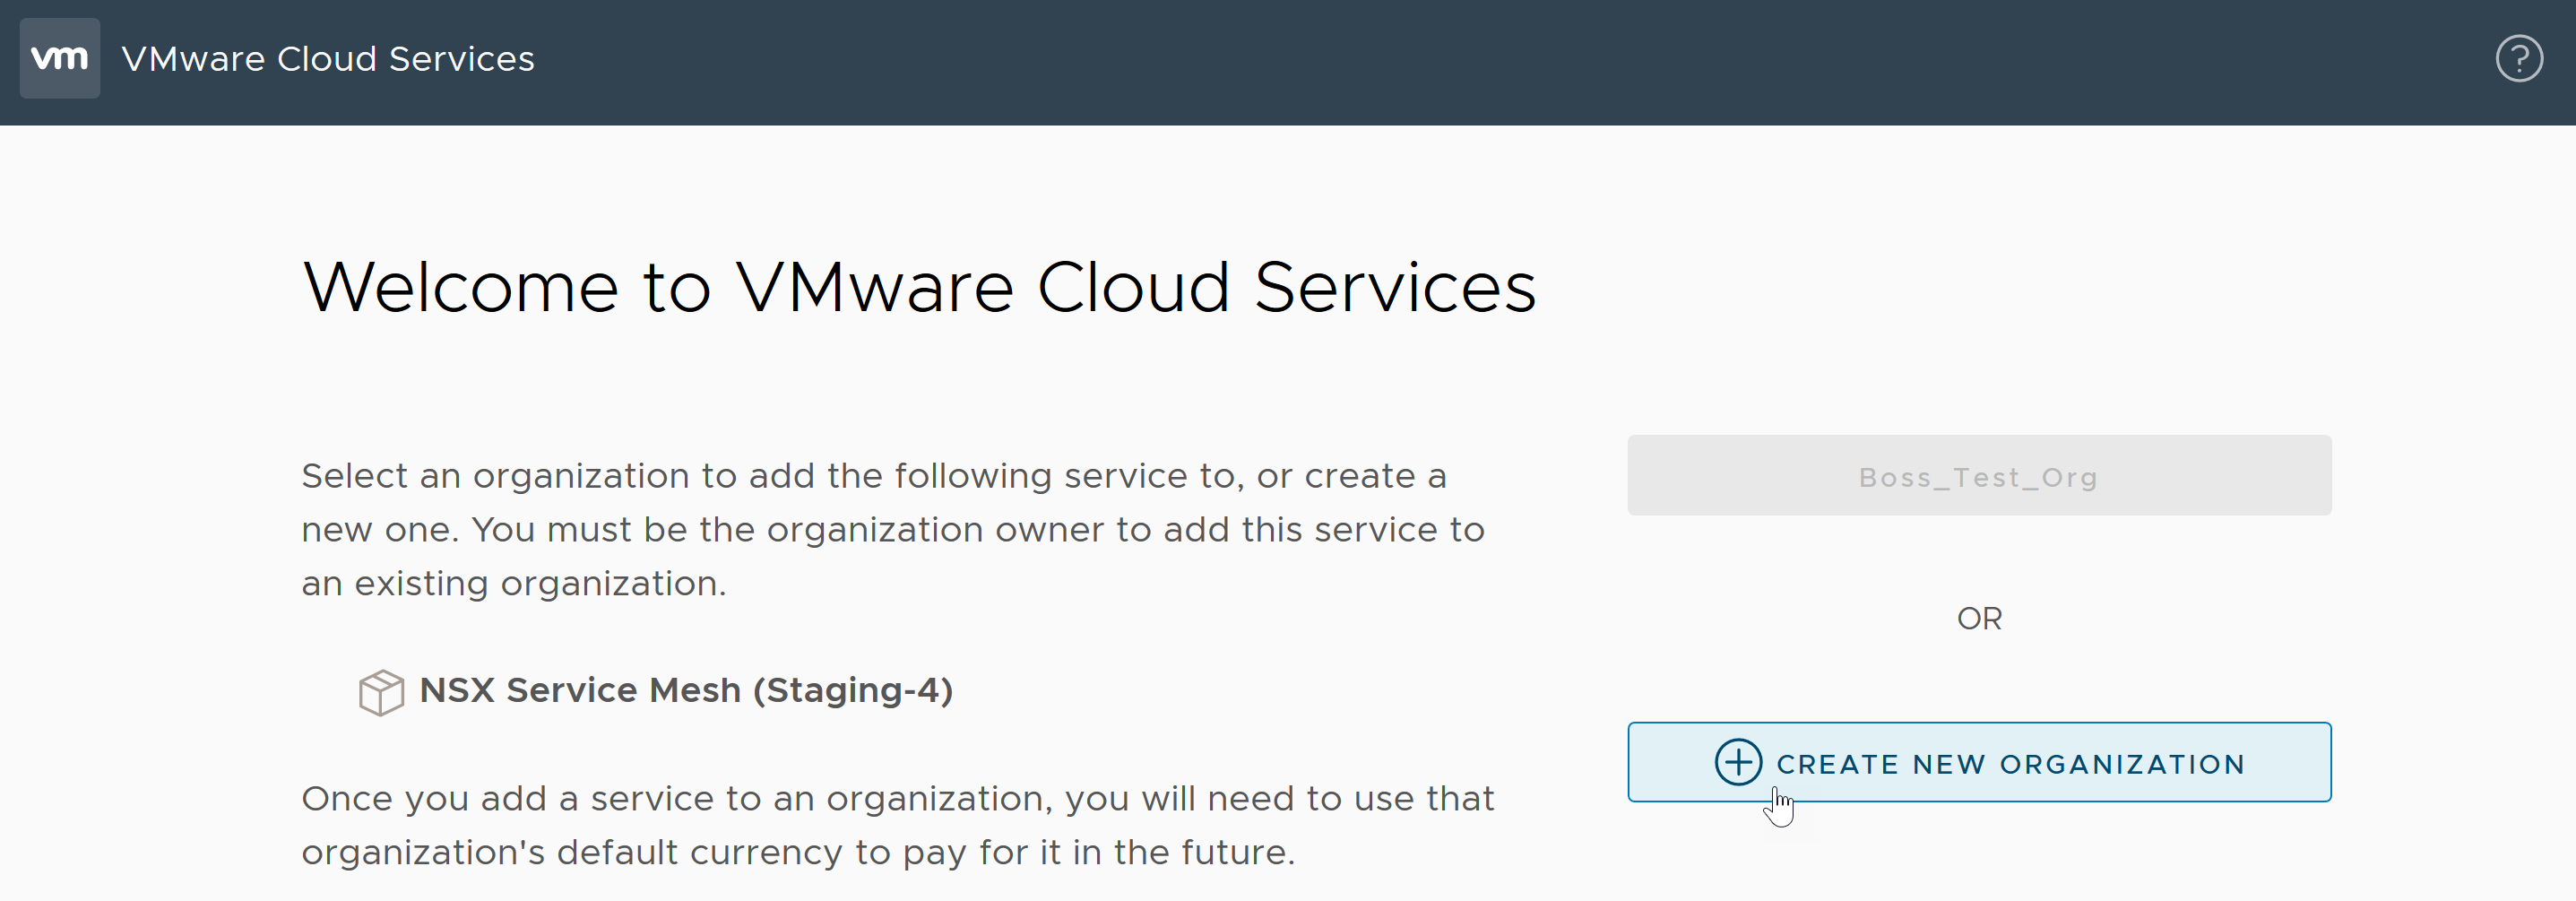 vm VMware Cloud Services
Welcome to VMware Cloud Services
Select an organization to add the following service to, or create a
new one. You must be the organization owner to add this service to
an existing organization.
NSX Service Mesh (Staging-4)
Once you add a service to an organization, you will need to use that
organization's default currency to pay for it in the future.
Boss_Test_Org
OR
CREATE NEW ORGANIZATION